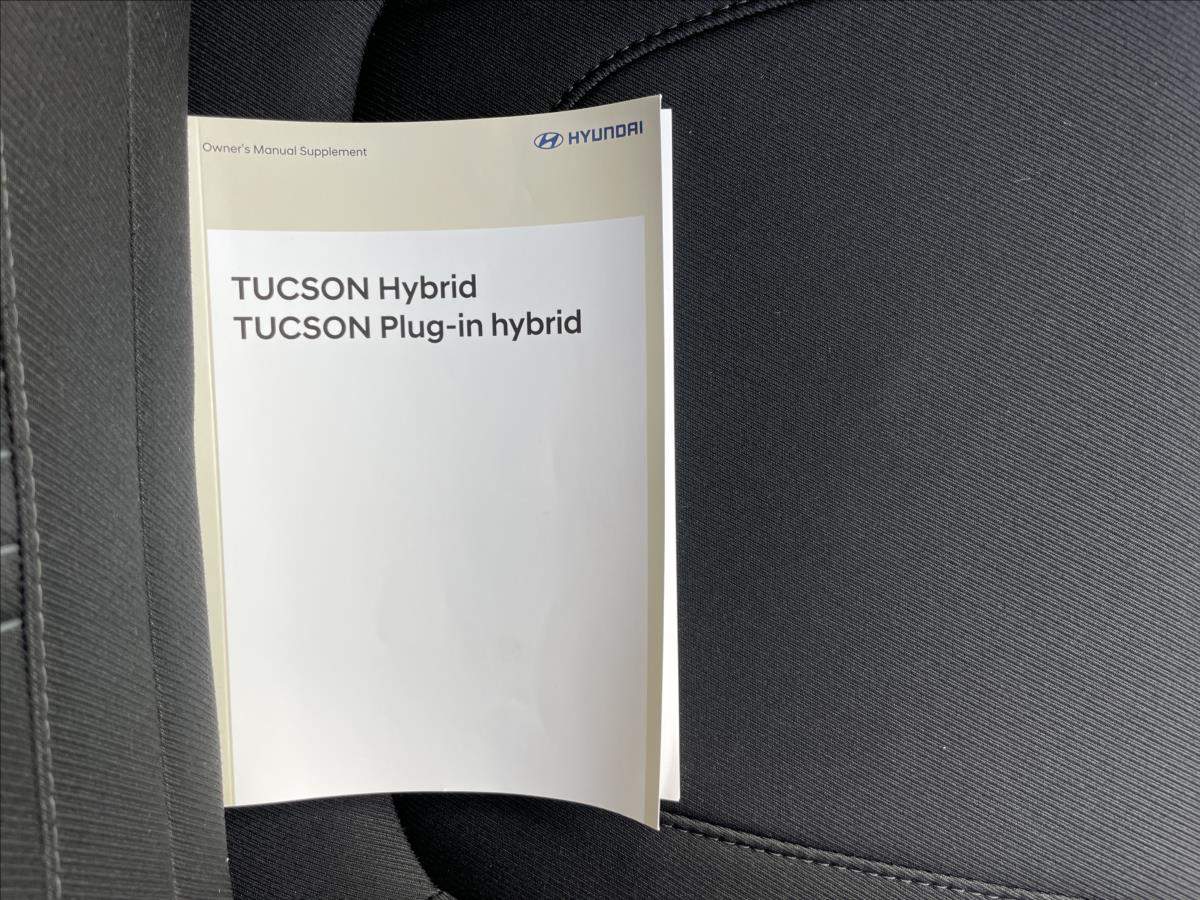 Owner's Manual Supplement
HYUNDAI
TUCSON Hybrid
TUCSON Plug-in hybrid